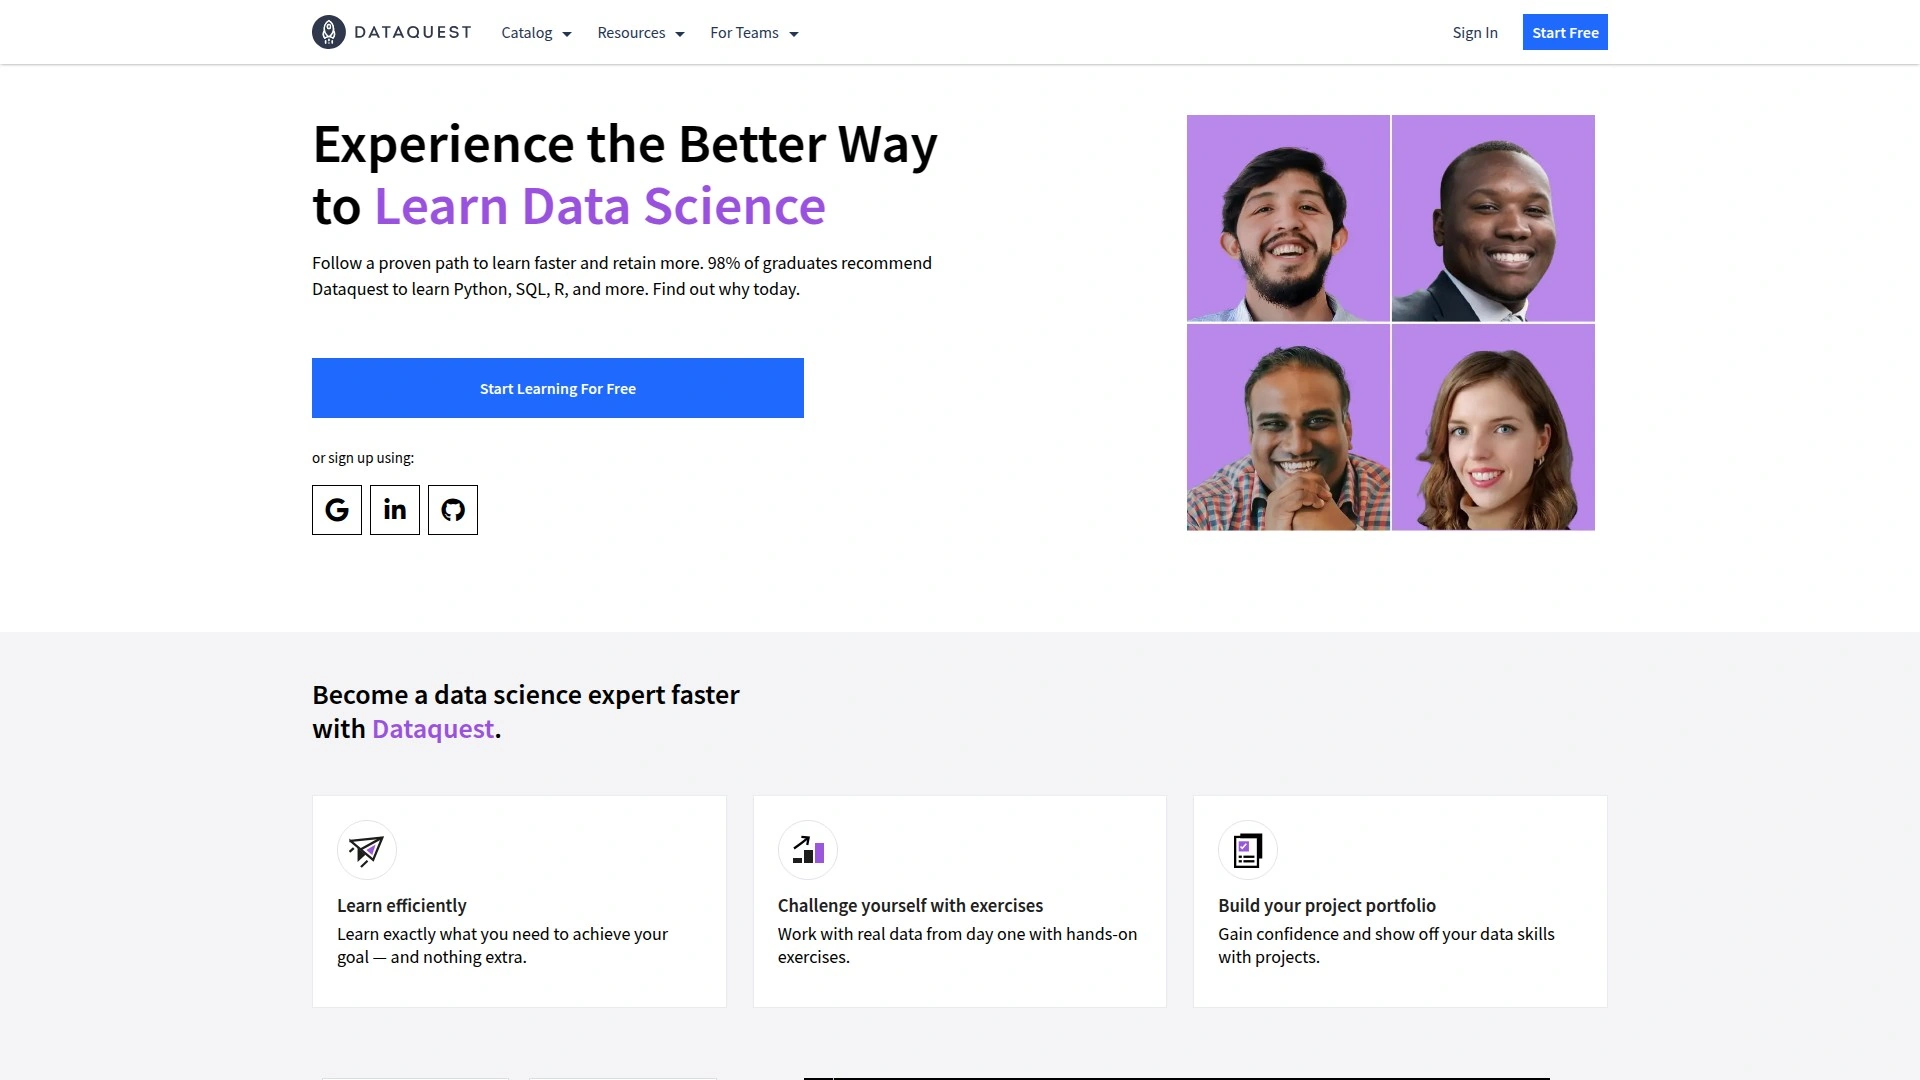 DATAQUEST
Catalog
Resources
For Teams
Sign In
Start Free
Experience the Better Way
to Learn Data Science
Follow a proven path to learn faster and retain more. 98% of graduates recommend
Dataquest to learn Python, SQL, R, and more. Find out why today.
Start Learning For Free
or sign up using:
G
in
Become a data science expert faster
with Dataquest.
Learn efficiently
Learn exactly what you need to achieve your
goal — and nothing extra.
Challenge yourself with exercises
Work with real data from day one with hands-on
exercises.
Build your project portfolio
Gain confidence and show off your data skills
with projects.